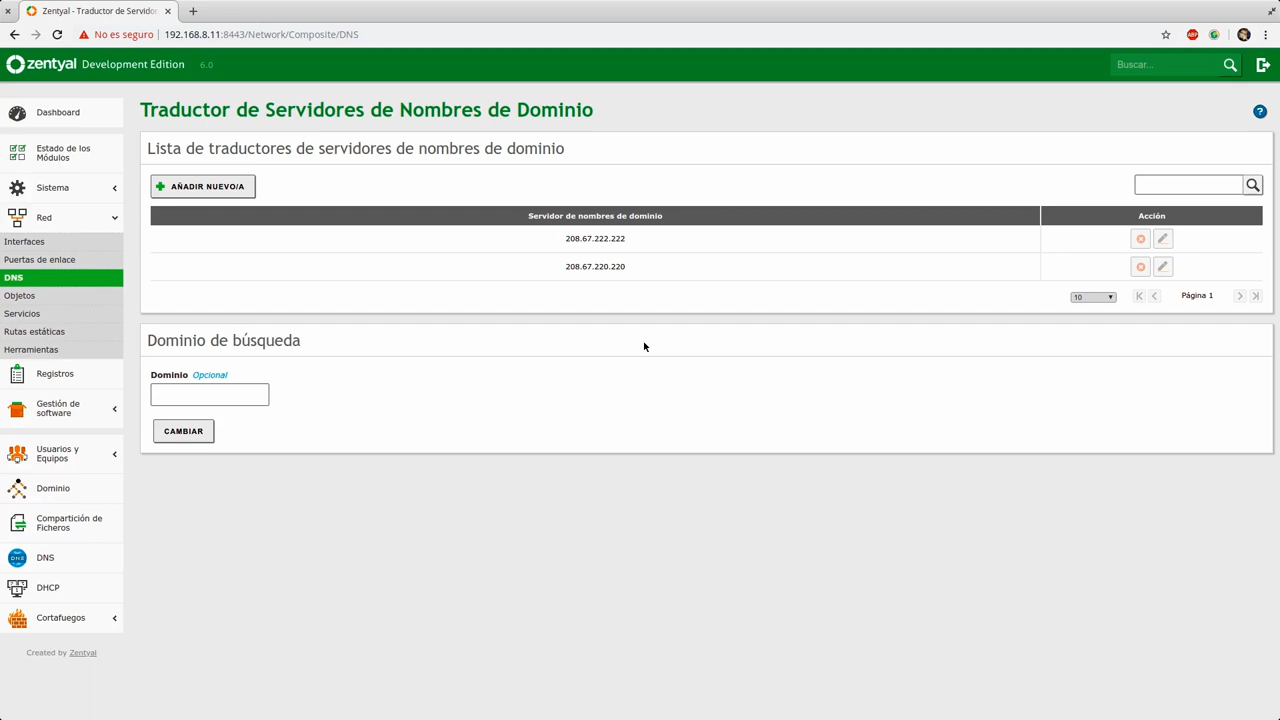 Zentyal - Traductor de Servidor
No es seguro
192.168.8.11:8443/Network/Composite/DNS
ABP
zentyal Development Edition 6.0
Buscar...
Dashboard
Estado de los
Módulos
Sistema
Red
Interfaces
Puertas de enlace
DNS
Objetos
Servicios
Rutas estáticas
Herramientas
Registros
Gestión de
software
Usuarios y
Equipos
Dominio
Compartición de
Ficheros
DNS
DNS
DHCP
Cortafuegos
Created by Zentyal
Traductor de Servidores de Nombres de Dominio
?
Lista de traductores de servidores de nombres de dominio
AÑADIR NUEVO/A
Servidor de nombres de dominio
Acción
208.67.222.222
208.67.220.220
10
Página 1
Dominio de búsqueda
Dominio Opcional
CAMBIAR